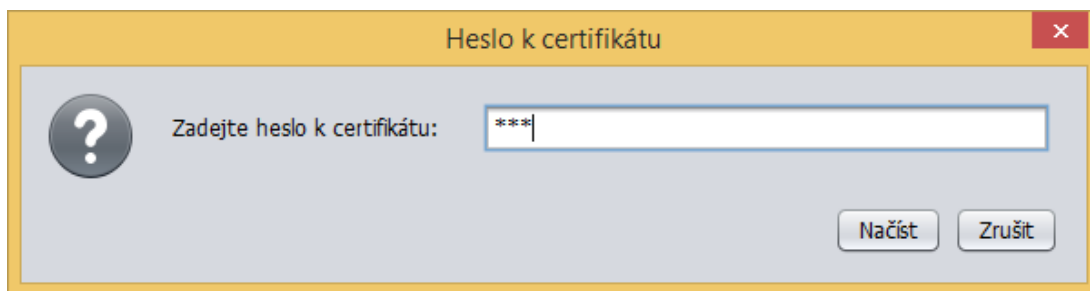 Heslo k certifikátu
Zadejte heslo k certifikátu: ***
Načíst Zrušit